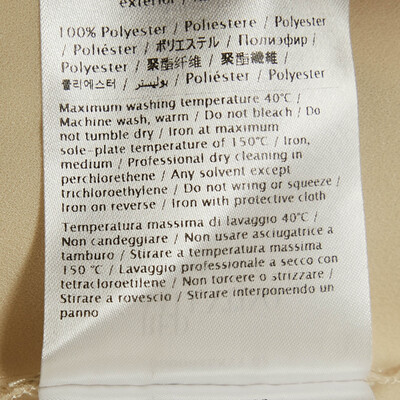 exterior /
100% Polyester / Poliestere / Polyester
/ Poliéster / ポリエステル / Полиэфир /
Polyester / 聚酯纤维 / 聚酯纖維 /
폴리에스터 / بوليستر / Poliéster / Polyester
Maximum washing temperature 40°C /
Machine wash, warm / Do not bleach / Do
not tumble dry / Iron at maximum
sole-plate temperature of 150°C / Iron,
medium / Professional dry cleaning in
perchlorethene / Any solvent except
trichloroethylene / Do not wring or squeeze /
Iron on reverse / Iron with protective cloth
Temperatura massima di lavaggio 40°C /
Non candeggiare / Non usare asciugatrice a
tamburo / Stirare a temperatura massima
150 °C / Lavaggio professionale a secco con
tetracloroetilene / Non torcere o strizzare /
Stirare a rovescio / Stirare interponendo un
panno